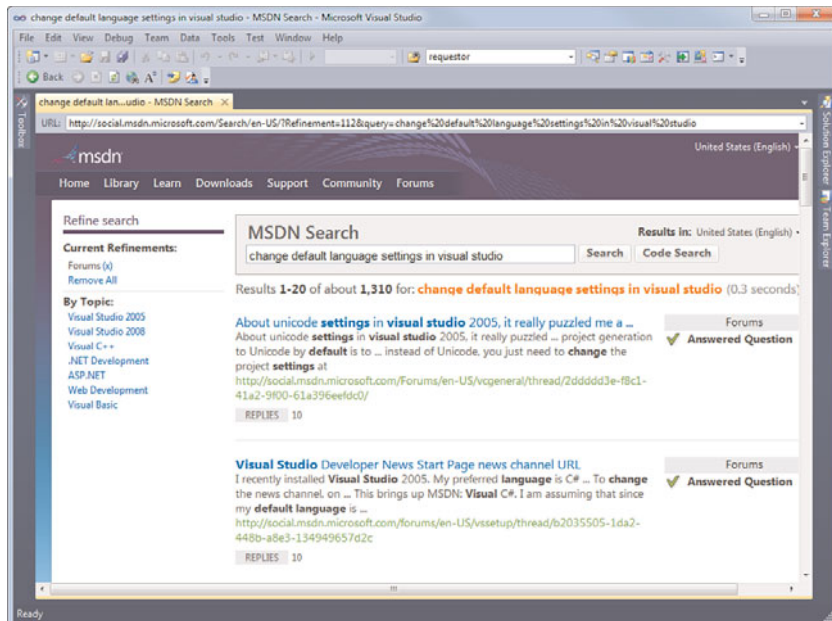 change default language settings in visual studio - MSDN Search - Microsoft Visual Studio
File Edit View Debug Team Data Tools Test Window Help
requestor
Back
change default lan...udio - MSDN Search
URL: http://social.msdn.microsoft.com/Search/en-US/?Refinement=112&query=change%20default%20language%20settings%20in%20visual%20studio
Toolbox
Solution Explorer
Team Explorer
msdn
United States (English)
Home Library Learn Downloads Support Community Forums
Refine search
Current Refinements:
Forums (x)
Remove All
By Topic:
Visual Studio 2005
Visual Studio 2008
Visual C++
.NET Development
ASP.NET
Web Development
Visual Basic
MSDN Search
Results in: United States (English)
change default language settings in visual studio
Search Code Search
Results 1-20 of about 1,310 for: change default language settings in visual studio (0.3 seconds)
About unicode settings in visual studio 2005, it really puzzled me a ...
About unicode settings in visual studio 2005, it really puzzled ... project generation
to Unicode by default is to ... instead of Unicode, you just need to change the
project settings at
http://social.msdn.microsoft.com/Forums/en-US/vcgeneral/thread/2ddddd3e-f8c1-
41a2-9f00-61a396eefdc0/
REPLIES 10
Forums
Answered Question
Visual Studio Developer News Start Page news channel URL
I recently installed Visual Studio 2005. My preferred language is C# ... To change
the news channel, on ... This brings up MSDN: Visual C#. I am assuming that since
my default language is ...
http://social.msdn.microsoft.com/forums/en-US/vssetup/thread/b2035505-1da2-
448b-a8e3-134949657d2c
REPLIES 10
Forums
Answered Question
Ready